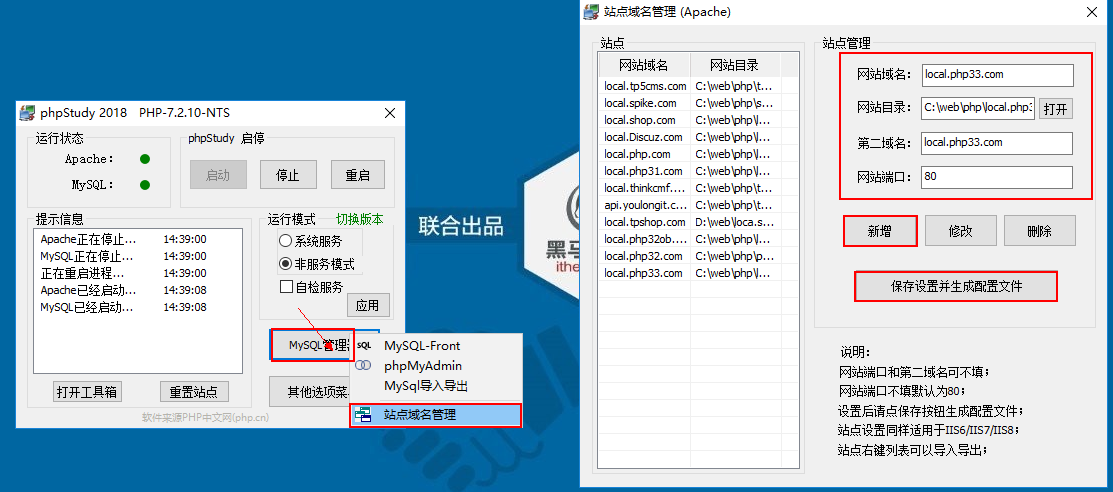 phpStudy 2018 PHP-7.2.10-NTS
运行状态
Apache:
MySQL:
phpStudy 启停
启动 停止 重启
提示信息
Apache正在停止... 14:39:00
MySQL正在停止... 14:39:00
正在重启进程... 14:39:00
Apache已经启动... 14:39:08
MySQL已经启动... 14:39:08
运行模式 切换版本
系统服务
非服务模式
自检服务
应用
MySQL管理
其他选项菜
打开工具箱 重置站点
软件来源PHP中文网(php.cn)
SQL MySQL-Front
phpMyAdmin
MySql导入导出
站点域名管理
联合出品
黑马
ithe
站点域名管理 (Apache)
站点
网站域名 网站目录
local.tp5cms.com C:\web\php\t...
local.spike.com C:\web\php\s...
local.shop.com C:\web\php\l...
local.Discuz.com C:\web\php\l...
local.php.com C:\web\php\l...
local.php31.com C:\web\php\l...
local.thinkcmf.... C:\web\php\t...
api.youlongit.c... C:\web\php\t...
local.tpshop.com D:\web\loca.s...
local.php32ob.... C:\web\php\l...
local.php32.com C:\web\php\p...
local.php33.com C:\web\php\l...
站点管理
网站域名: local.php33.com
网站目录: C:\web\php\local.php3 打开
第二域名: local.php33.com
网站端口: 80
新增 修改 删除
保存设置并生成配置文件
说明:
网站端口和第二域名可不填;
网站端口不填默认为80;
设置后请点保存按钮生成配置文件;
站点设置同样适用于IIS6/IIS7/IIS8;
站点右键列表可以导入导出;